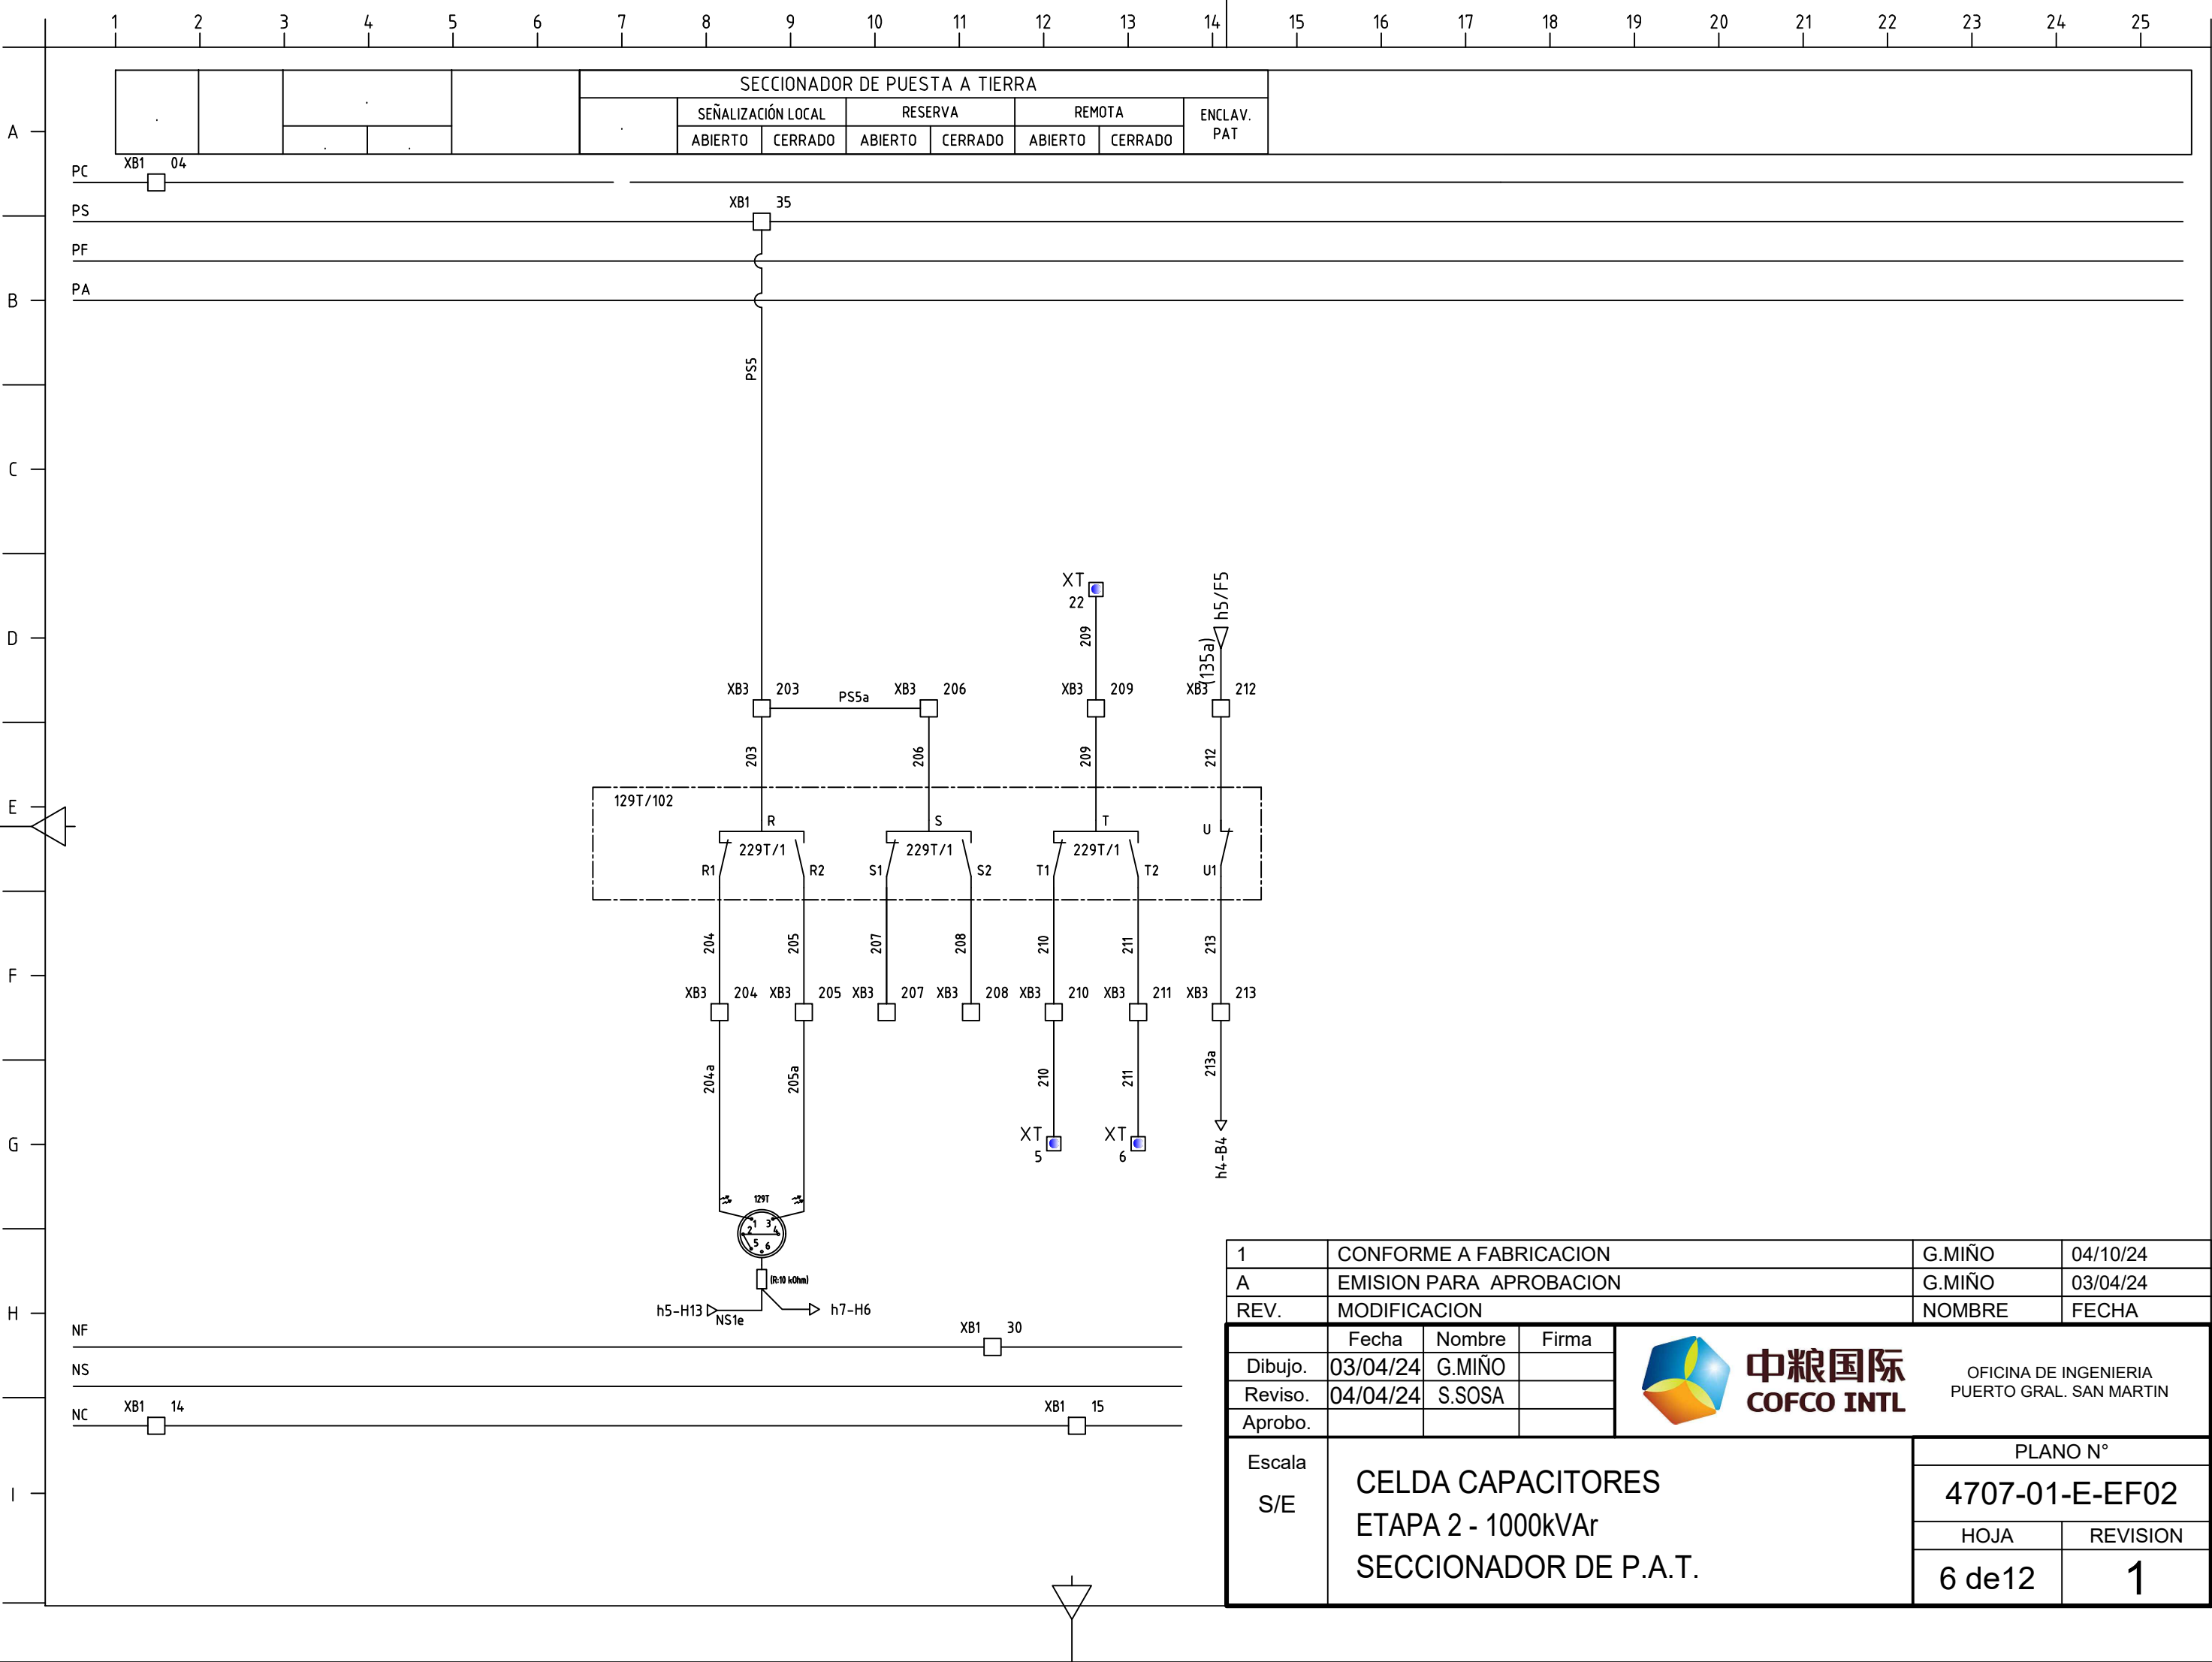 1 2 3 4 5 6 7 8 9 10 11 12 13 14 15 16 17 18 19 20 21 22 23 24 25
SECCIONADOR DE PUESTA A TIERRA
SEÑALIZACIÓN LOCAL RESERVA REMOTA ENCLAV. PAT
ABIERTO CERRADO ABIERTO CERRADO ABIERTO CERRADO
A
XB1 04
PC
XB1 35
PS
PF
B
PA
PS5
C
XT
22
h5/F5
D
209
(135a)
XB3 203 PS5a XB3 206 XB3 209 XB3 212
203 206 209 212
E
129T/102
R S T U
229T/1 229T/1 229T/1
R1 R2 S1 S2 T1 T2 U1
204 205 207 208 210 211 213
F
XB3 204 XB3 205 XB3 207 XB3 208 XB3 210 XB3 211 XB3 213
204a 205a 210 211 213a
G
XT
5
XT
6
h4-B4
129T
1 3
2 4
5 6
(R:10 kOhm)
H
h5-H13 NS1e h7-H6
NF
XB1 30
NS
NC
XB1 14 XB1 15
I
1 CONFORME A FABRICACION G.MIÑO 04/10/24
A EMISION PARA APROBACION G.MIÑO 03/04/24
REV. MODIFICACION NOMBRE FECHA
Fecha Nombre Firma
Dibujo. 03/04/24 G.MIÑO
Reviso. 04/04/24 S.SOSA
Aprobo.
中粮国际
COFCO INTL
OFICINA DE INGENIERIA
PUERTO GRAL. SAN MARTIN
Escala
S/E
CELDA CAPACITORES
ETAPA 2 - 1000kVAr
SECCIONADOR DE P.A.T.
PLANO N°
4707-01-E-EF02
HOJA REVISION
6 de12 1